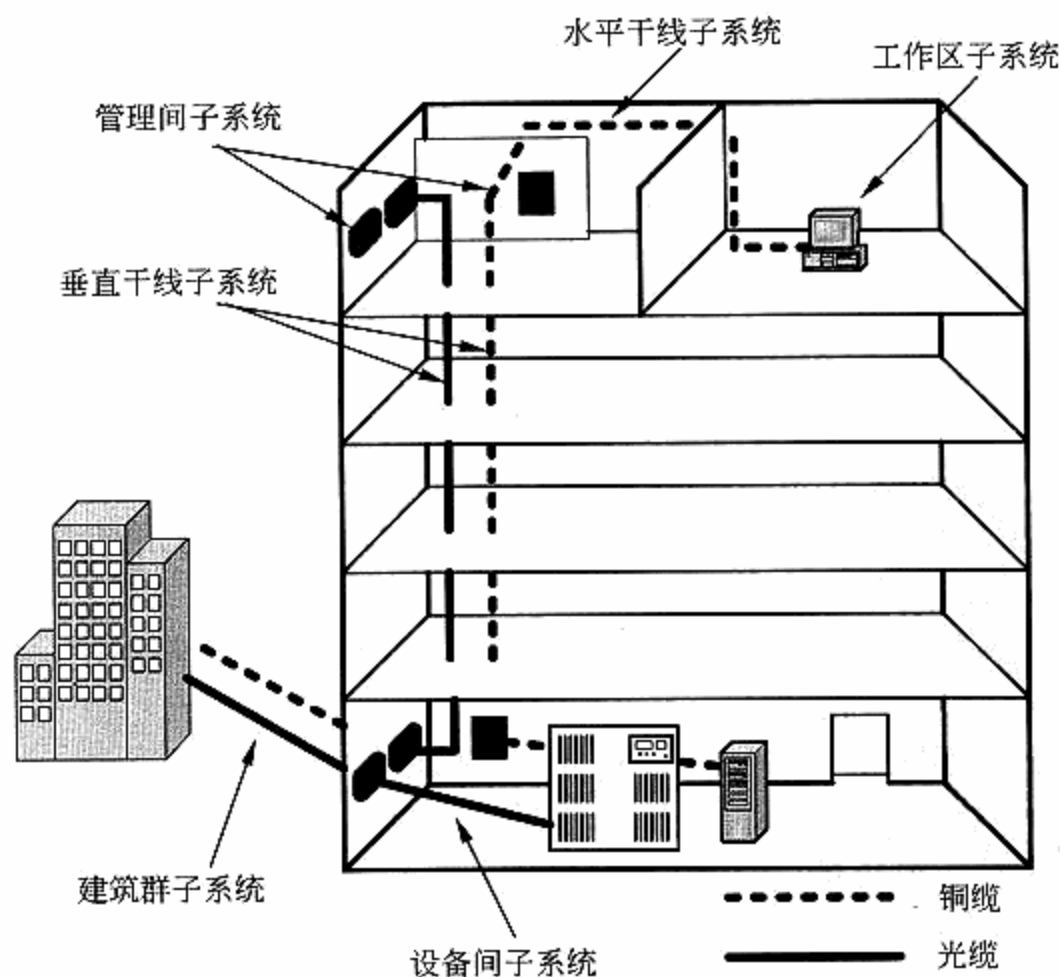 水平干线子系统
工作区子系统
管理间子系统
垂直干线子系统
建筑群子系统
设备间子系统
铜缆
光缆